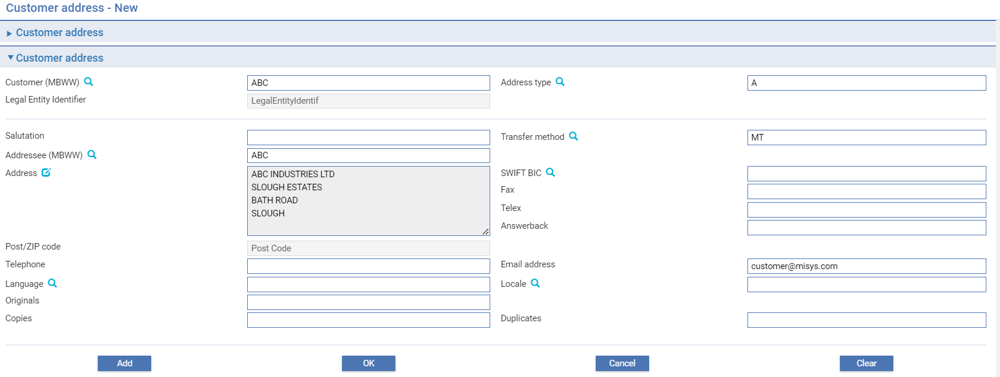 Customer address - New
Customer address
Customer address
Customer (MBWW)
ABC
Address type
A
Legal Entity Identifier
LegalEntityIdentif
Salutation
Transfer method
MT
Addressee (MBWW)
ABC
Address
ABC INDUSTRIES LTD
SLOUGH ESTATES
BATH ROAD
SLOUGH
SWIFT BIC
Fax
Telex
Answerback
Post/ZIP code
Post Code
Telephone
Email address
customer@misys.com
Language
Locale
Originals
Copies
Duplicates
Add
OK
Cancel
Clear